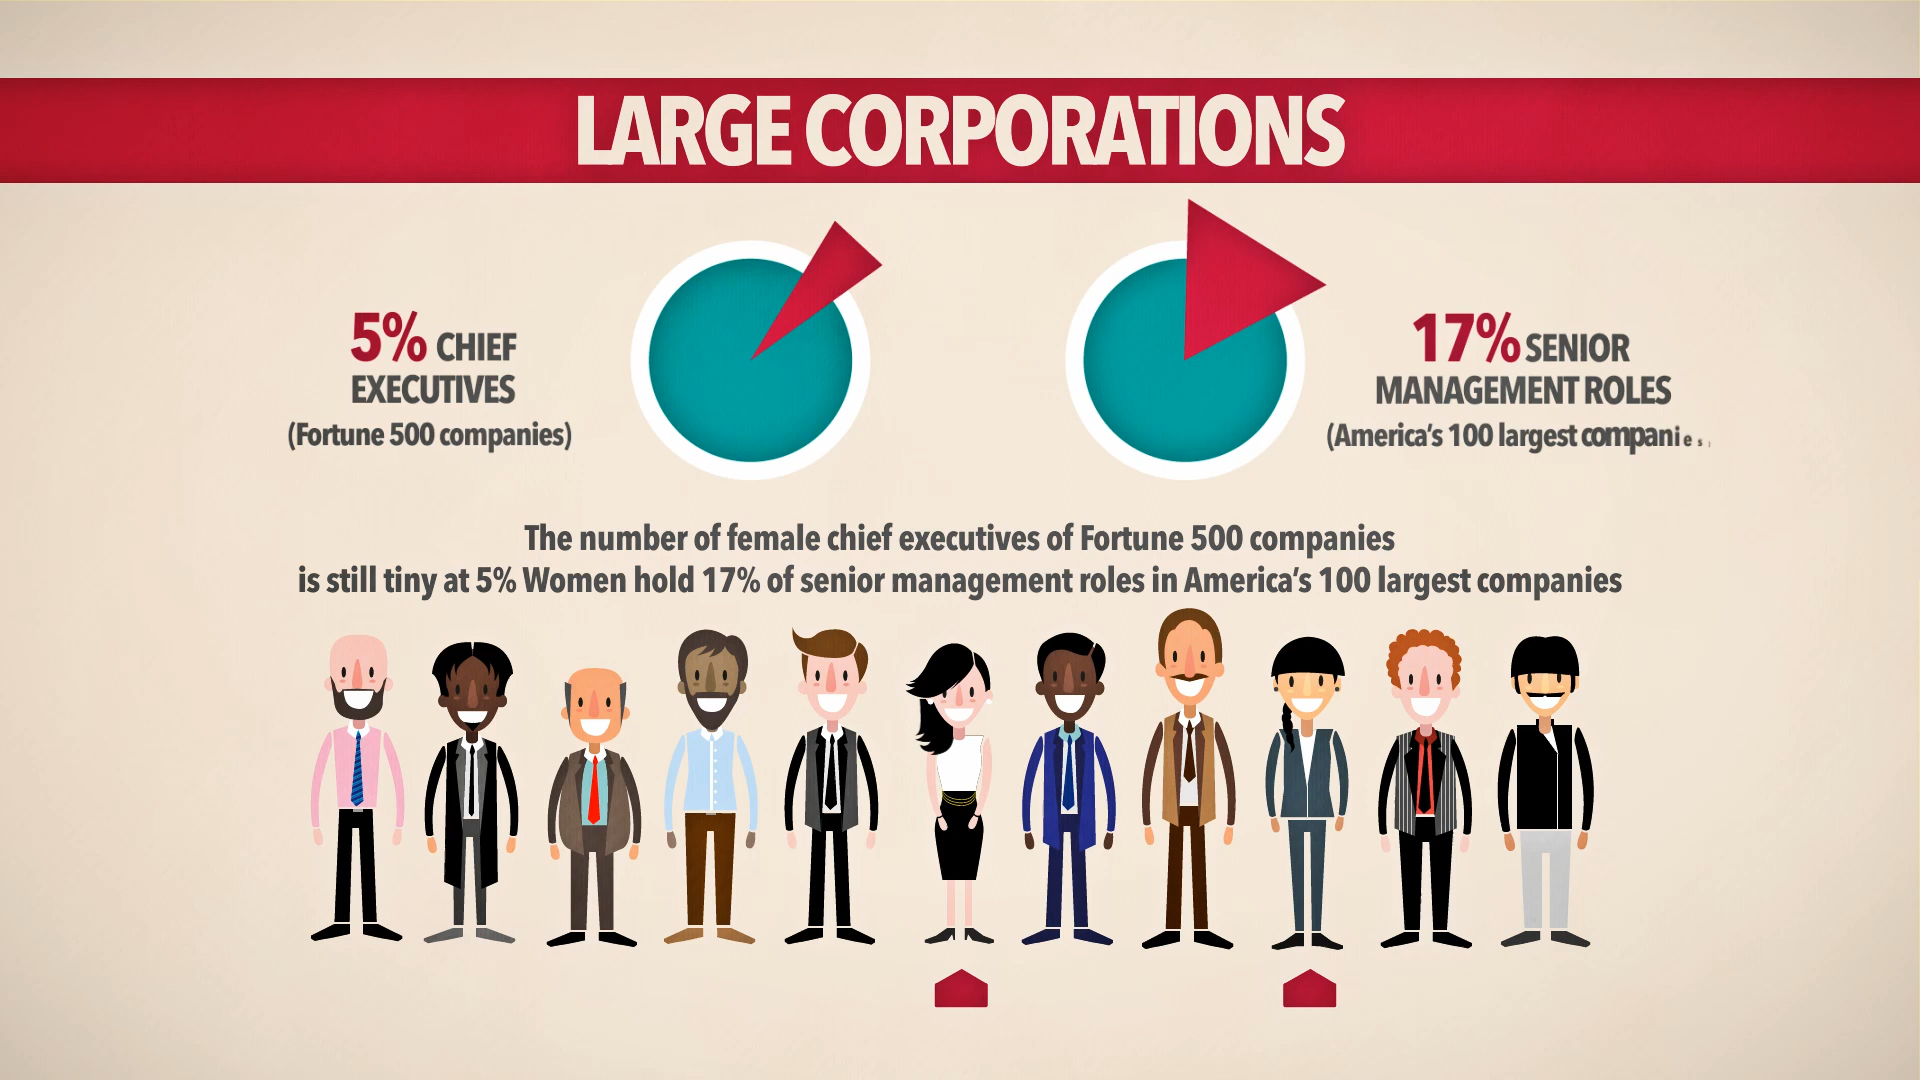 LARGE CORPORATIONS
5% CHIEF
EXECUTIVES
(Fortune 500 companies)
17% SENIOR
MANAGEMENT ROLES
(America's 100 largest companies)
The number of female chief executives of Fortune 500 companies
is still tiny at 5% Women hold 17% of senior management roles in America's 100 largest companies